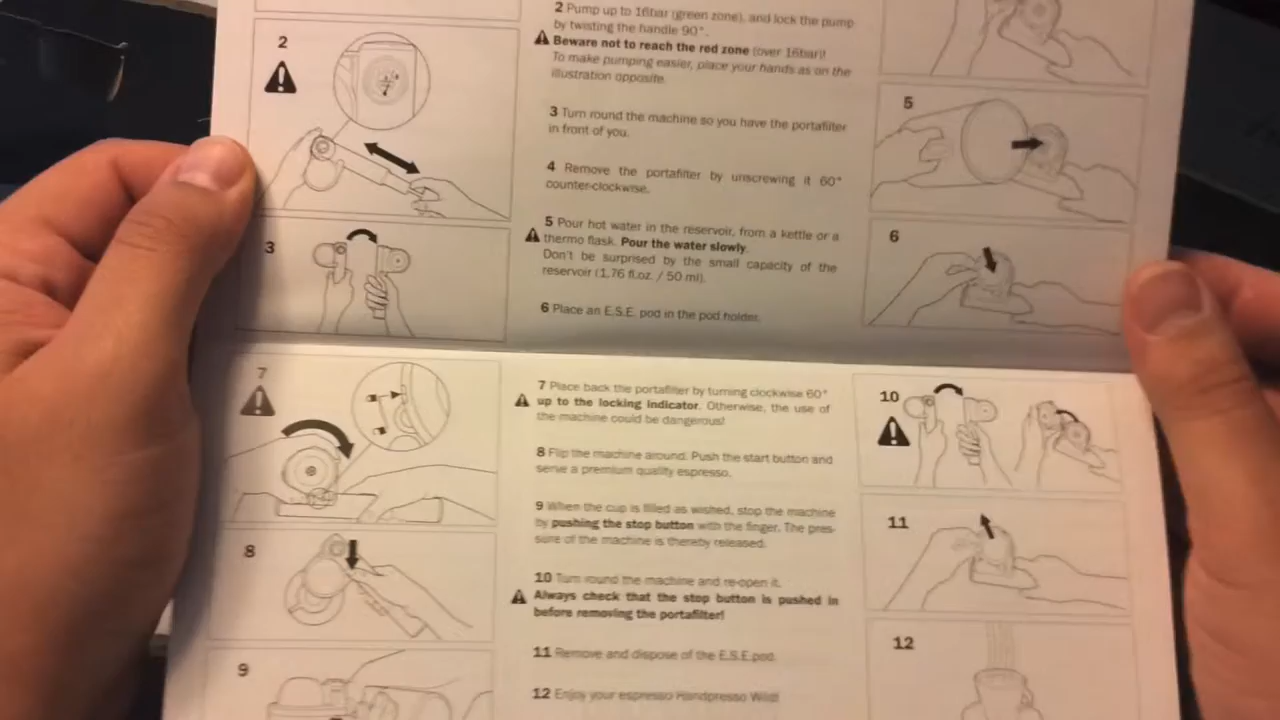 2
2 Pump up to 16bar (green zone), and lock the pump
by twisting the handle 90°.
Beware not to reach the red zone (over 16bar)!
To make pumping easier, place your hands as on the
illustration opposite.
3
3 Turn round the machine so you have the portafilter
in front of you.
4 Remove the portafilter by unscrewing it 60°
counter-clockwise.
5 Pour hot water in the reservoir, from a kettle or a
thermo flask. Pour the water slowly.
Don't be surprised by the small capacity of the
reservoir (1,76 fl.oz. / 50 ml).
6 Place an E.S.E. pod in the pod holder.
5
6
7
8
9
7 Place back the portafilter by turning clockwise 60°
up to the locking indicator. Otherwise, the use of
the machine could be dangerous!
8 Flip the machine around. Push the start button and
serve a premium quality espresso.
9 When the cup is filled as wished, stop the machine
by pushing the stop button with the finger. The pres-
sure of the machine is thereby released.
10 Turn round the machine and re-open it.
Always check that the stop button is pushed in
before removing the portafilter!
11 Remove and dispose of the E.S.E.pod.
12 Enjoy your espresso Handpresso Wild!
10
11
12